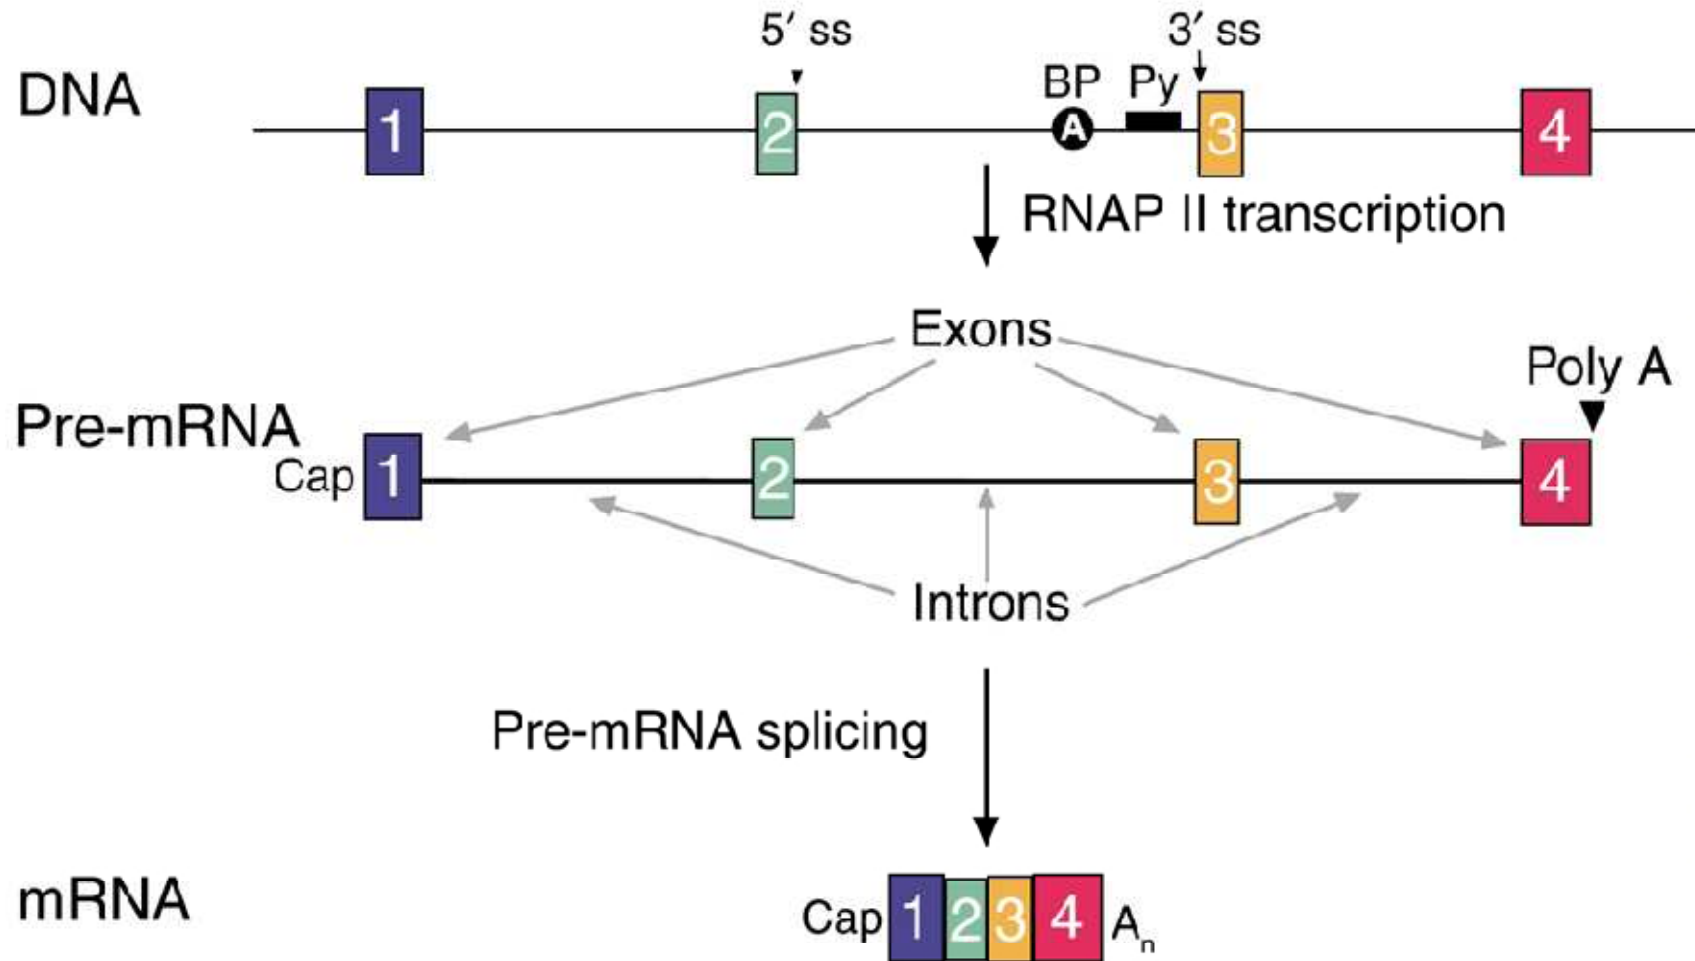 5′ ss
3′ ss
BP Py
DNA
1 2 A 3 4
RNAP II transcription
Exons
Poly A
Pre-mRNA
Cap 1 2 3 4
Introns
Pre-mRNA splicing
mRNA
Cap 1 2 3 4 An